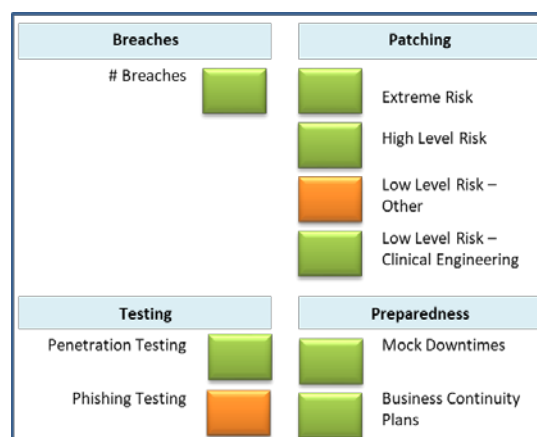 Breaches
# Breaches
Patching
Extreme Risk
High Level Risk
Low Level Risk –
Other
Low Level Risk –
Clinical Engineering
Testing
Penetration Testing
Phishing Testing
Preparedness
Mock Downtimes
Business Continuity
Plans